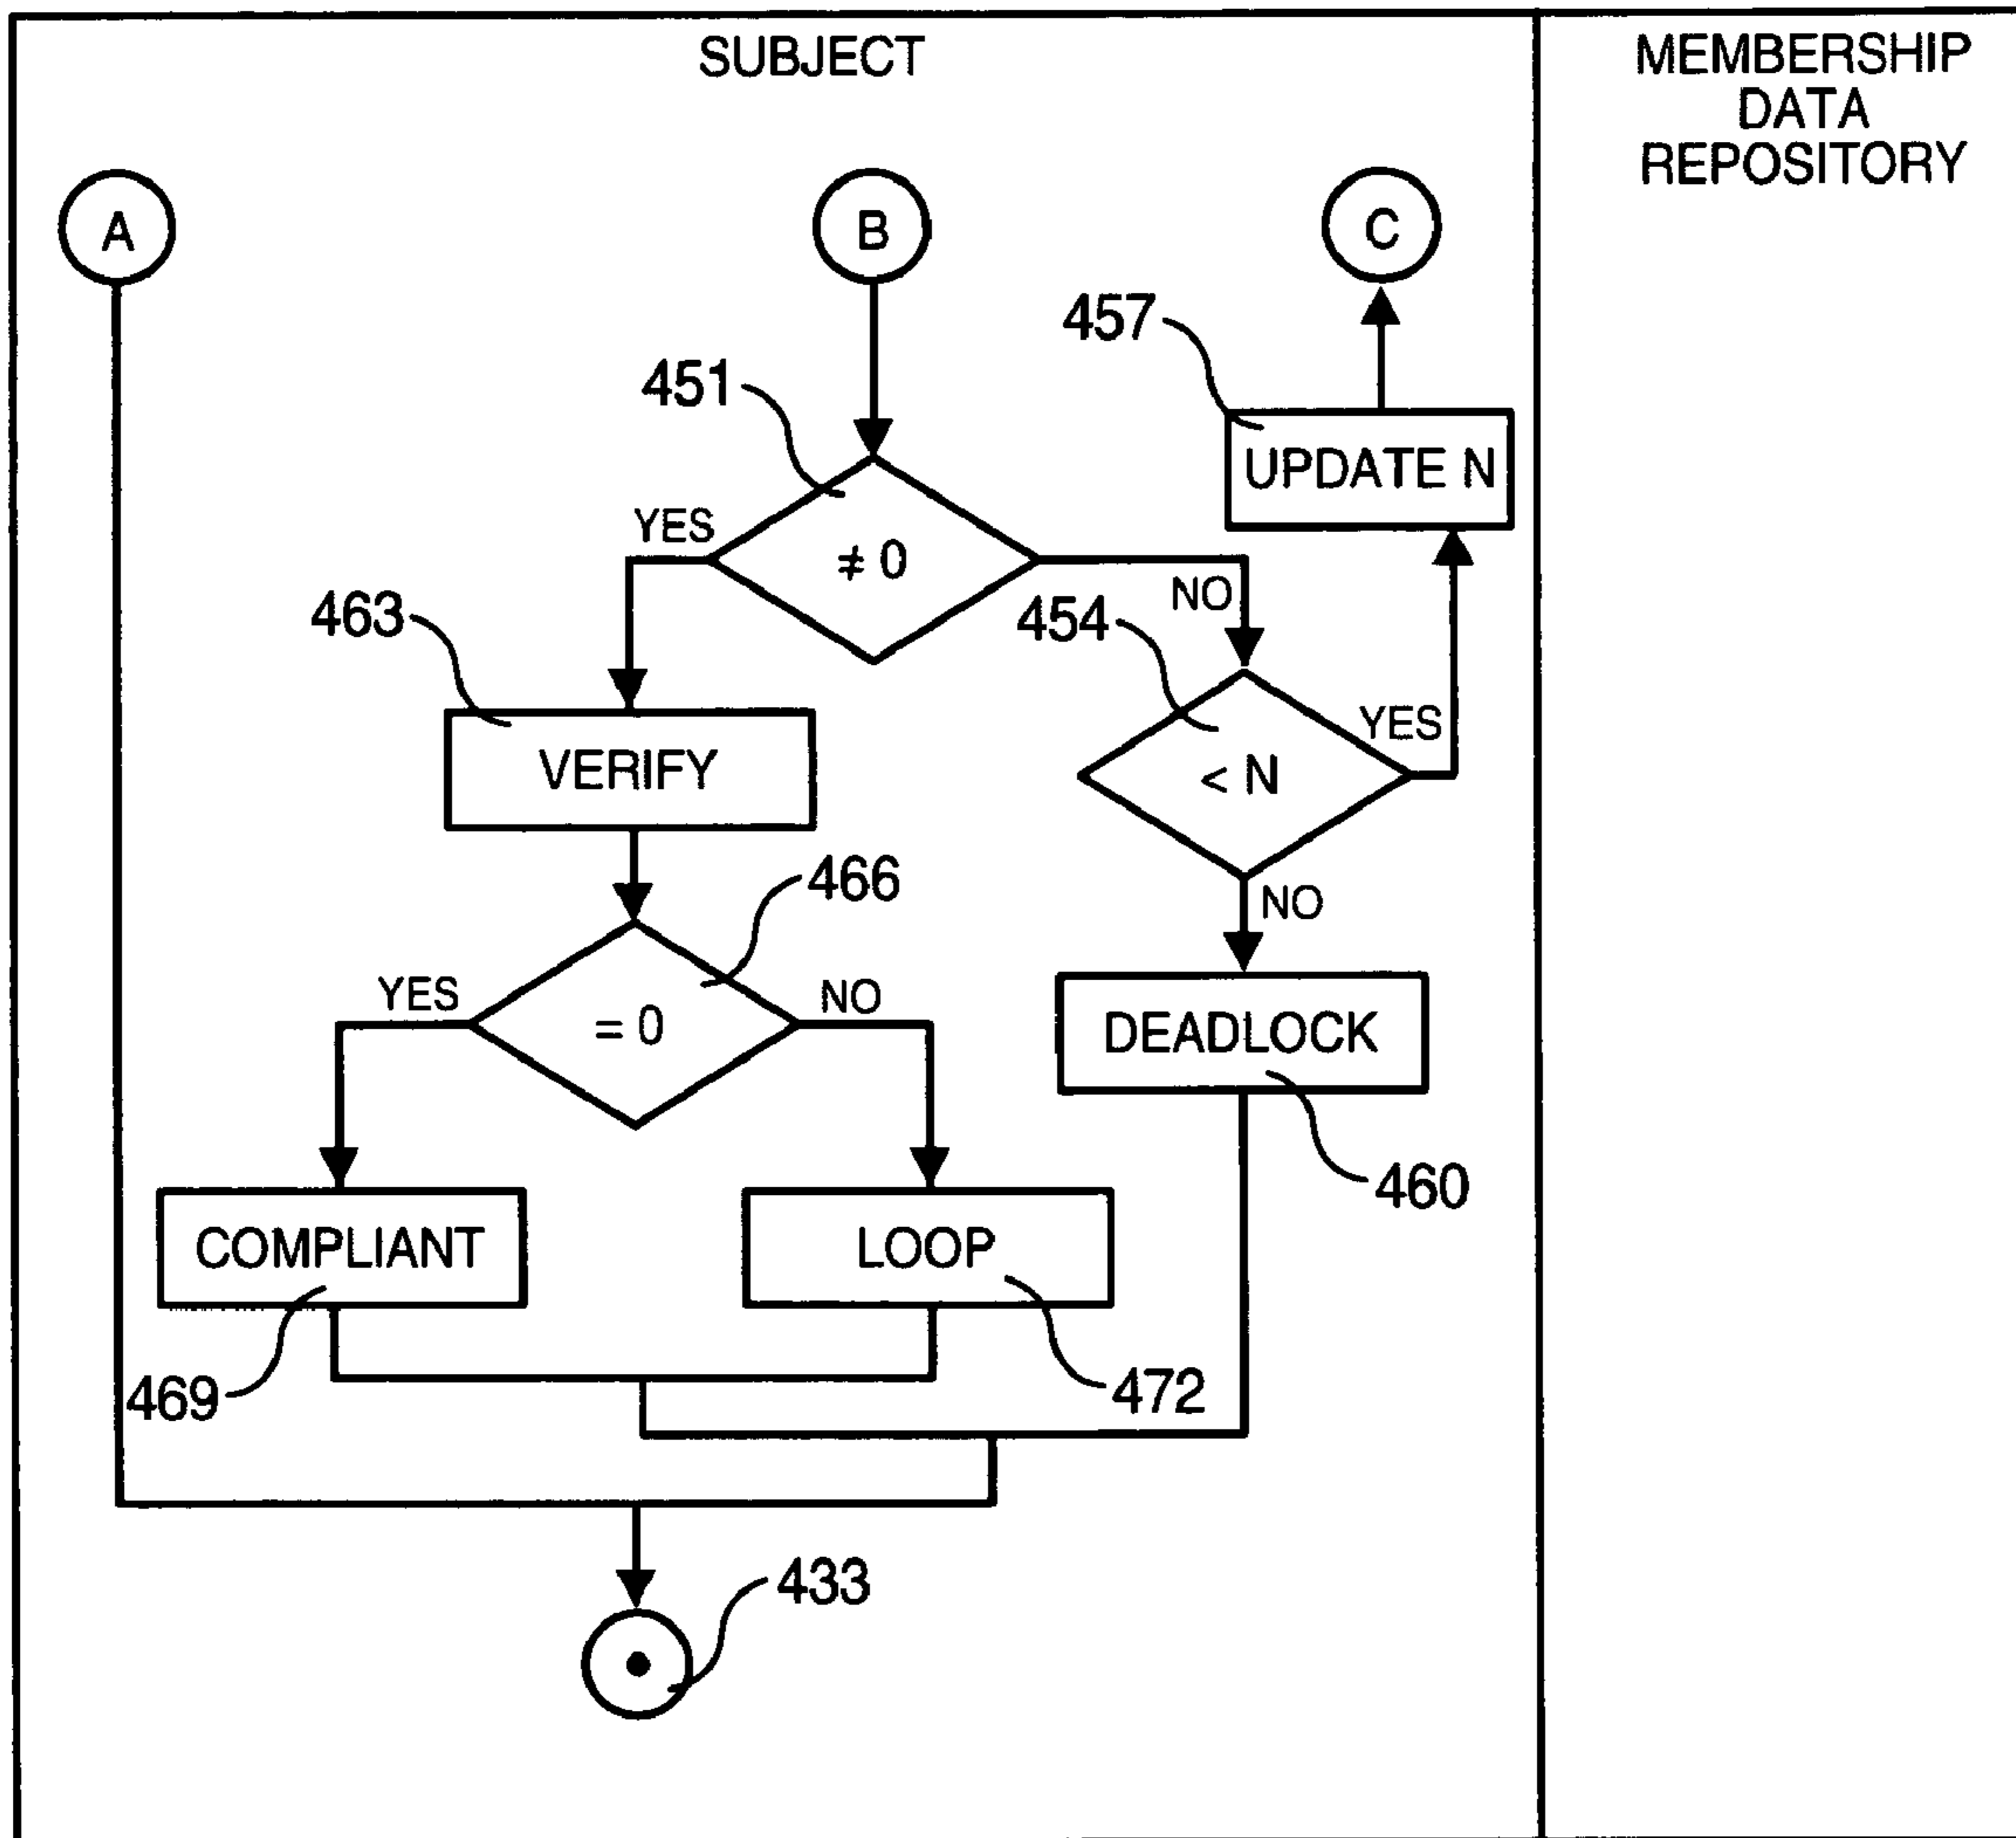 SUBJECT
MEMBERSHIP
DATA
REPOSITORY
A
B
C
457
451
UPDATE N
YES
≠ 0
NO
463
454
VERIFY
YES
< N
466
NO
YES
= 0
NO
DEADLOCK
460
COMPLIANT
LOOP
469
472
433